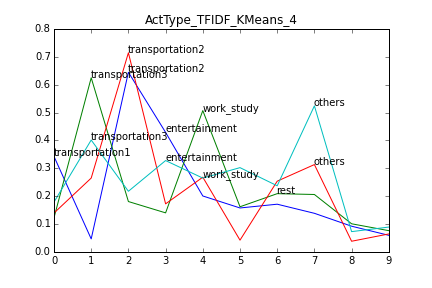 ActType_TFIDF_KMeans_4
0.8
0.7
transportation2
transportation2
transportation3
0.6
0.5
work_study
others
entertainment
0.4
transportation3
transportation1
entertainment
0.3
others
work_study
0.2
rest
0.1
0.0
0 1 2 3 4 5 6 7 8 9